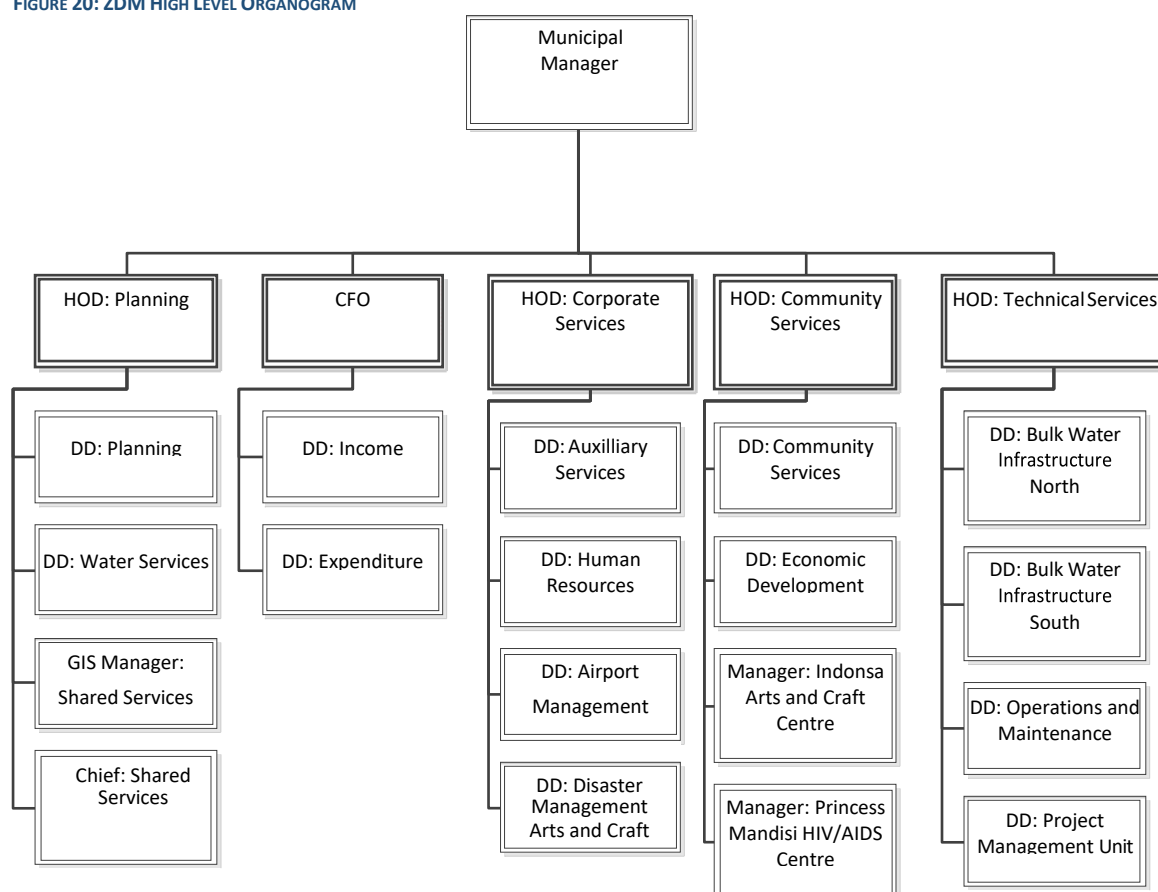 FIGURE 20: ZDM HIGH LEVEL ORGANOGRAM
Municipal
Manager
HOD: Planning
CFO
HOD: Corporate
Services
HOD: Community
Services
HOD: Technical Services
DD: Planning
DD: Water Services
GIS Manager:
Shared Services
Chief: Shared
Services
DD: Income
DD: Expenditure
DD: Auxilliary
Services
DD: Human
Resources
DD: Airport
Management
DD: Disaster
Management
Arts and Craft
DD: Community
Services
DD: Economic
Development
Manager: Indonsa
Arts and Craft
Centre
Manager: Princess
Mandisi HIV/AIDS
Centre
DD: Bulk Water
Infrastructure
North
DD: Bulk Water
Infrastructure
South
DD: Operations and
Maintenance
DD: Project
Management Unit